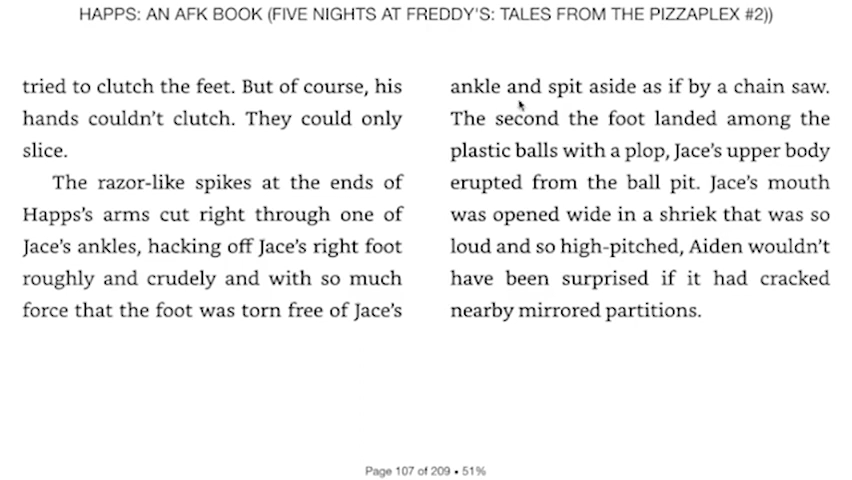 HAPPS: AN AFK BOOK (FIVE NIGHTS AT FREDDY'S: TALES FROM THE PIZZAPLEX #2))
tried to clutch the feet. But of course, his
hands couldn't clutch. They could only
slice.
The razor-like spikes at the ends of
Happs's arms cut right through one of
Jace's ankles, hacking off Jace's right foot
roughly and crudely and with so much
force that the foot was torn free of Jace's
ankle and spit aside as if by a chain saw.
The second the foot landed among the
plastic balls with a plop, Jace's upper body
erupted from the ball pit. Jace's mouth
was opened wide in a shriek that was so
loud and so high-pitched, Aiden wouldn't
have been surprised if it had cracked
nearby mirrored partitions.
Page 107 of 209 • 51%